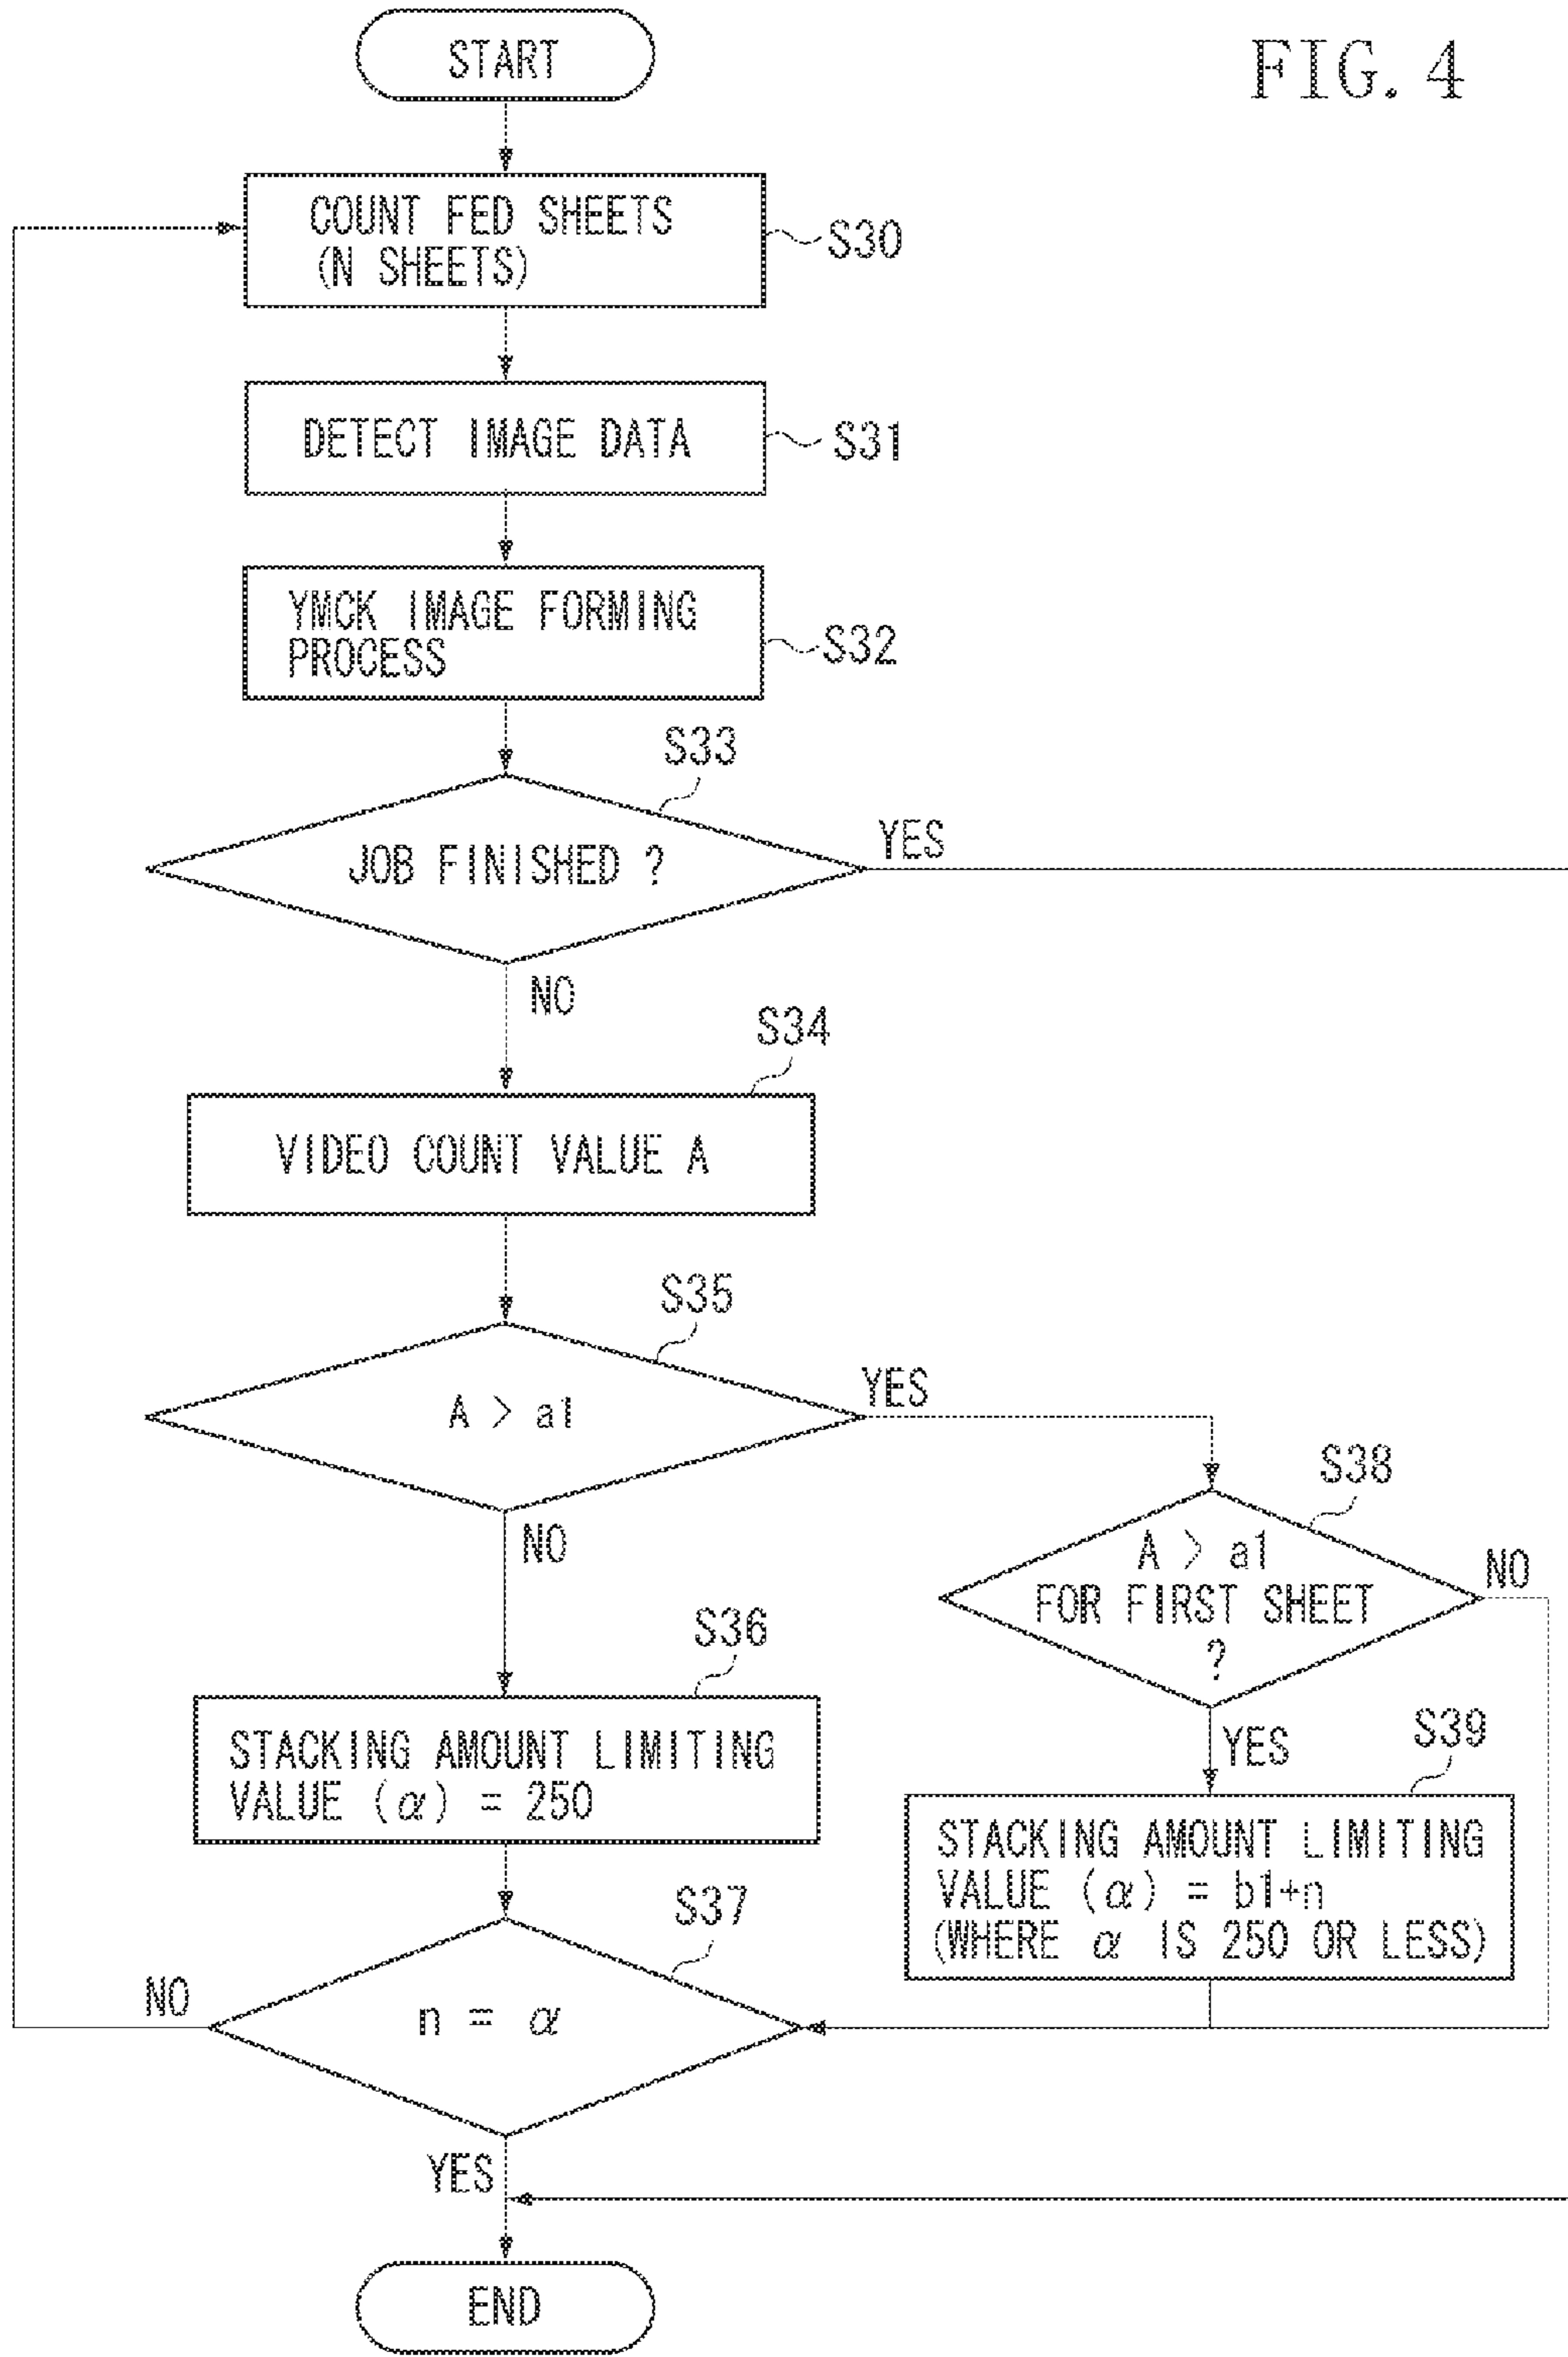 FIG. 4
START
COUNT FED SHEETS
(N SHEETS)
S30
DETECT IMAGE DATA
S31
YMCK IMAGE FORMING
PROCESS
S32
S33
JOB FINISHED ?
YES
NO
S34
VIDEO COUNT VALUE A
S35
A > a1
YES
NO
S38
A > a1
FOR FIRST SHEET
?
NO
YES
S36
STACKING AMOUNT LIMITING
VALUE (α) = 250
S39
STACKING AMOUNT LIMITING
VALUE (α) = b1+n
(WHERE α IS 250 OR LESS)
S37
n = α
NO
YES
END